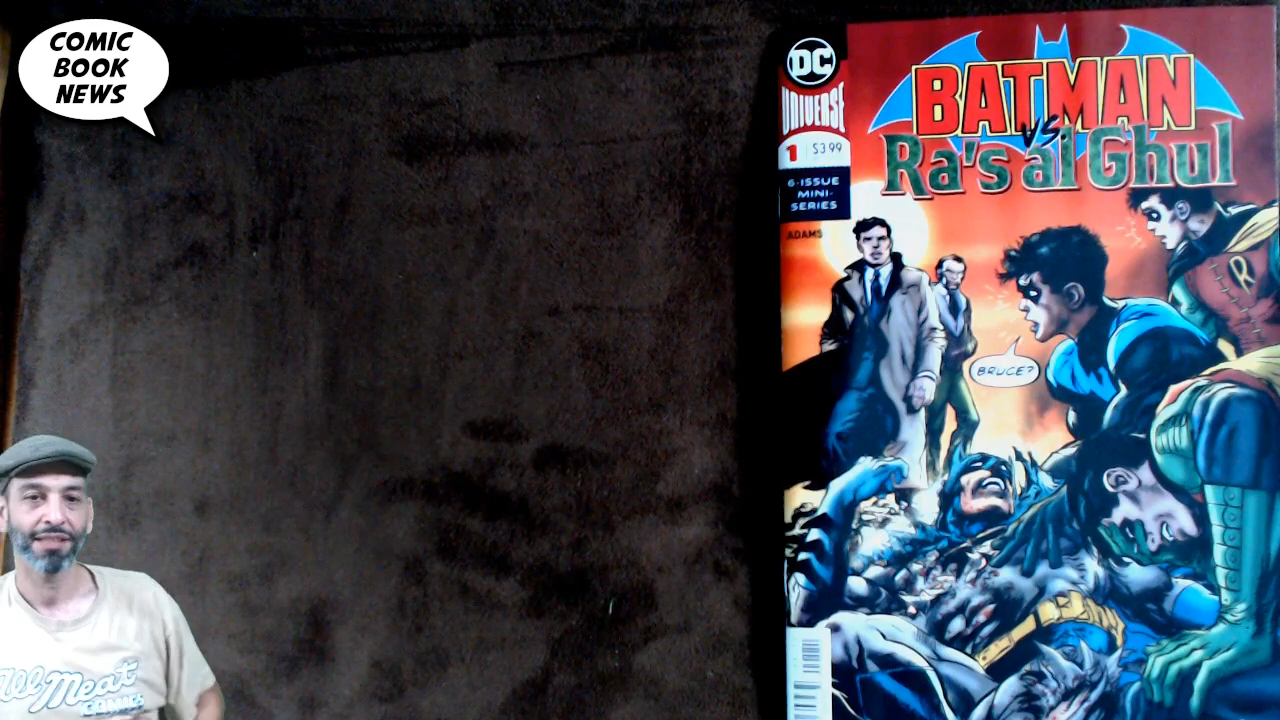 COMIC
BOOK
NEWS
DC
UNIVERSE
1 $3.99
6-ISSUE
MINI-
SERIES
ADAMS
BATMAN
VS.
Ra's al Ghul
R
BRUCE?
All Meat
COMICS